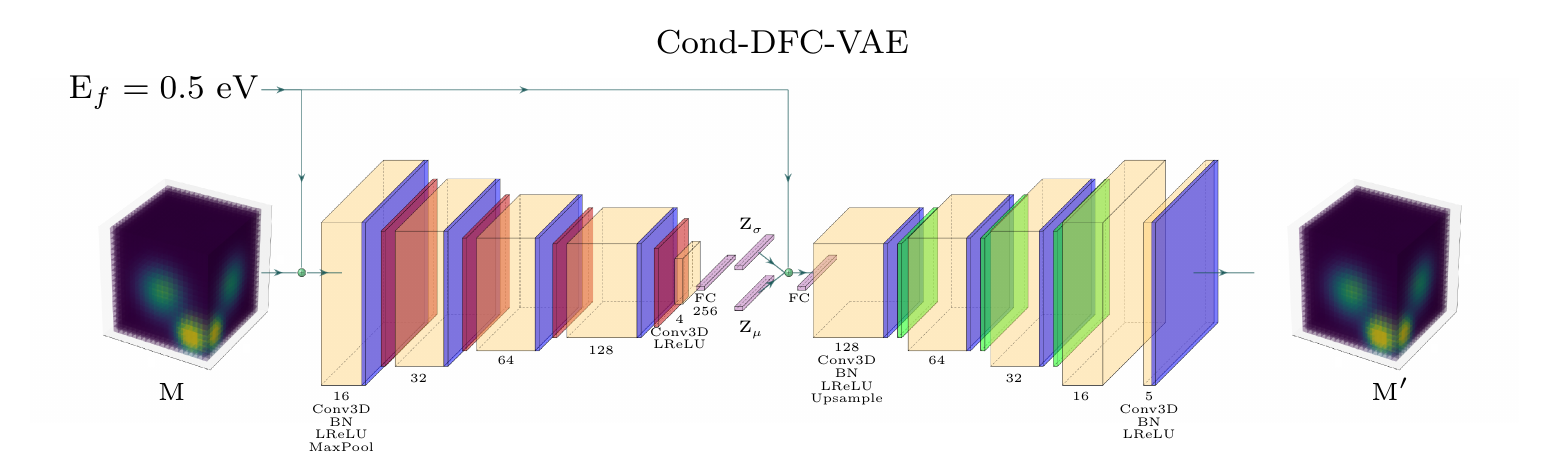 Cond-DFC-VAE
E_f = 0.5 eV
M
16
Conv3D
BN
LReLU
MaxPool
32
64
128
4
Conv3D
LReLU
FC
256
z_σ
z_μ
FC
128
Conv3D
BN
LReLU
Upsample
64
32
16
5
Conv3D
BN
LReLU
M′